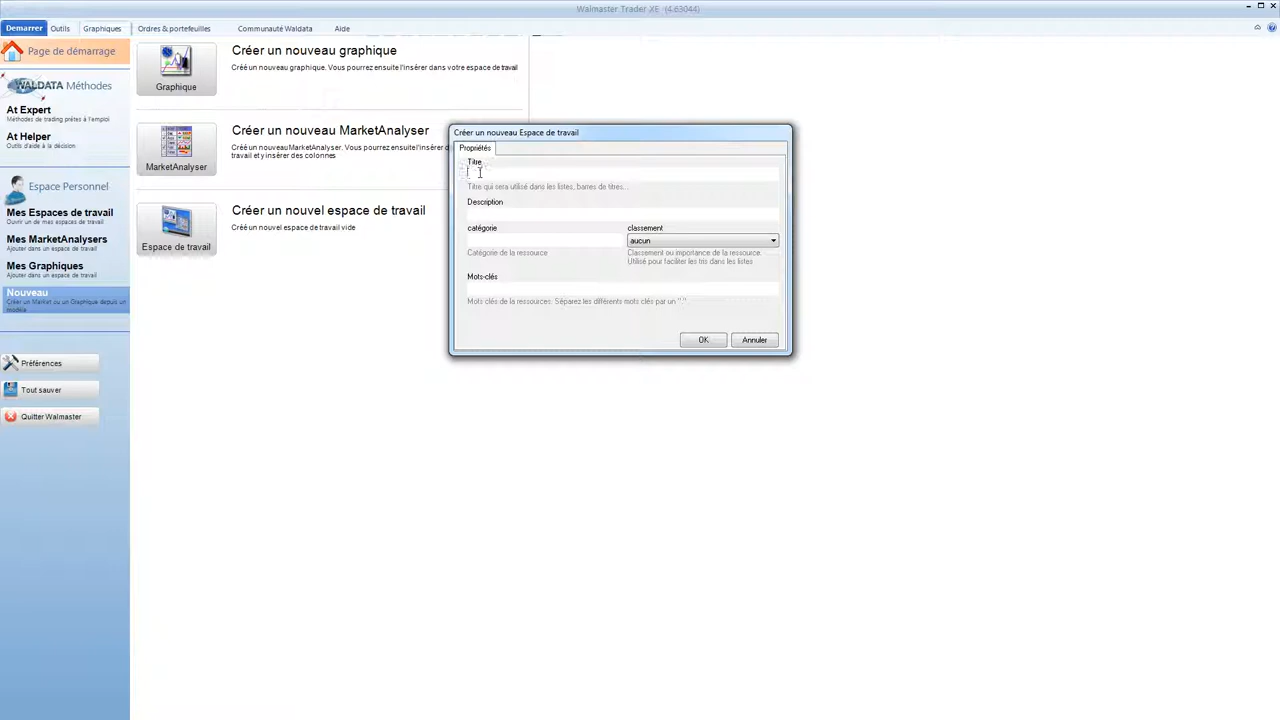 Walmaster Trader XE (4.63044)
Demarrer Outils Graphiques Ordres & portefeuilles Communauté Waldata Aide
Page de démarrage
WALDATA Méthodes
At Expert
Méthodes de trading prêtes à l'emploi
At Helper
Outils d'aide à la décision
Espace Personnel
Mes Espaces de travail
Ouvrir un de mes espaces de travail
Mes MarketAnalysers
Ajouter dans un espace de travail
Mes Graphiques
Ajouter dans un espace de travail
Nouveau
Créer un Market ou un Graphique depuis un
modèle
Préférences
Tout sauver
Quitter Walmaster
Graphique
Créer un nouveau graphique
Créé un nouveau graphique. Vous pourrez ensuite l'insérer dans votre espace de travail
MarketAnalyser
Créer un nouveau MarketAnalyser
Créé un nouveau MarketAnalyser. Vous pourrez ensuite l'insérer d
travail et y insérer des colonnes
Espace de travail
Créer un nouvel espace de travail
Créé un nouvel espace de travail vide
Créer un nouveau Espace de travail
Propriétés
Titre
Titre qui sera utilisé dans les listes, barres de titres...
Description
catégorie
Catégorie de la ressource
classement
aucun
Classement ou importance de la ressource.
Utilisé pour faciliter les tris dans les listes
Mots-clés
Mots clés de la ressources. Séparez les différents mots clés par un ";"
OK Annuler